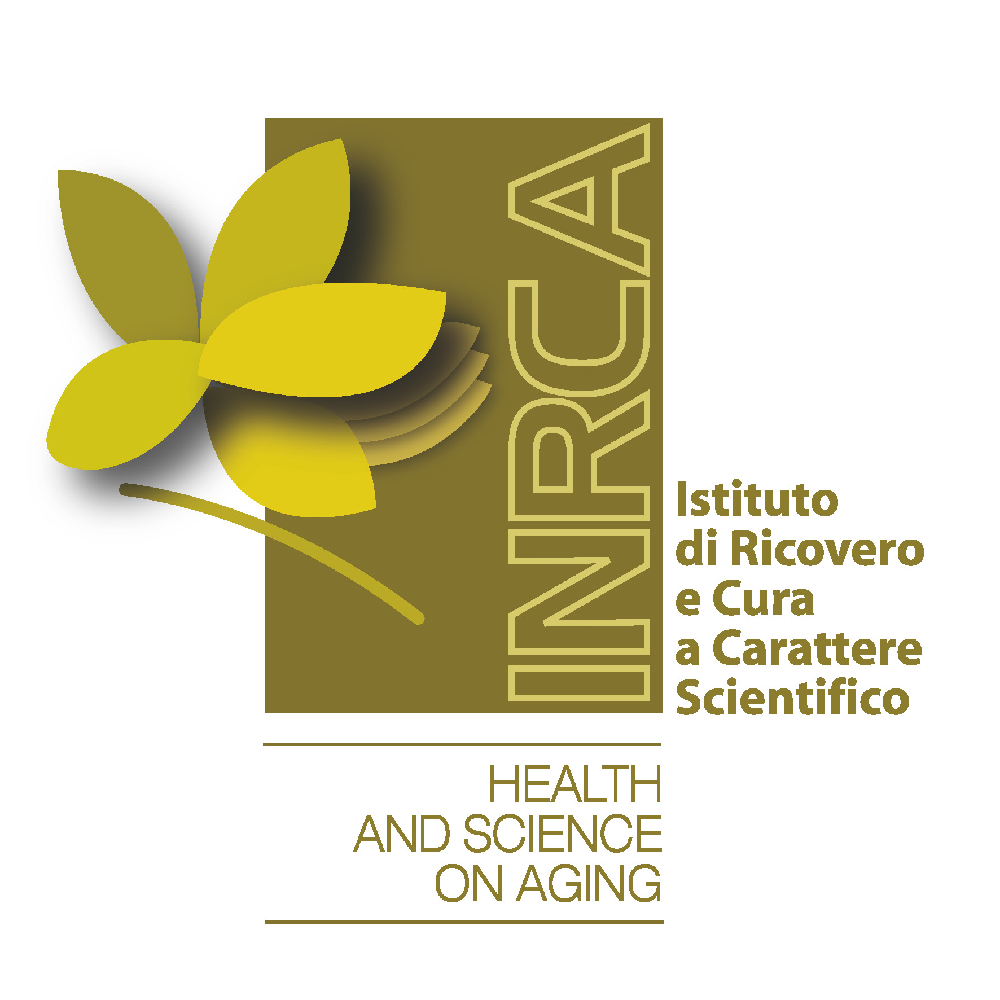 INRCA
Istituto
di Ricovero
e Cura
a Carattere
Scientifico
HEALTH
AND SCIENCE
ON AGING